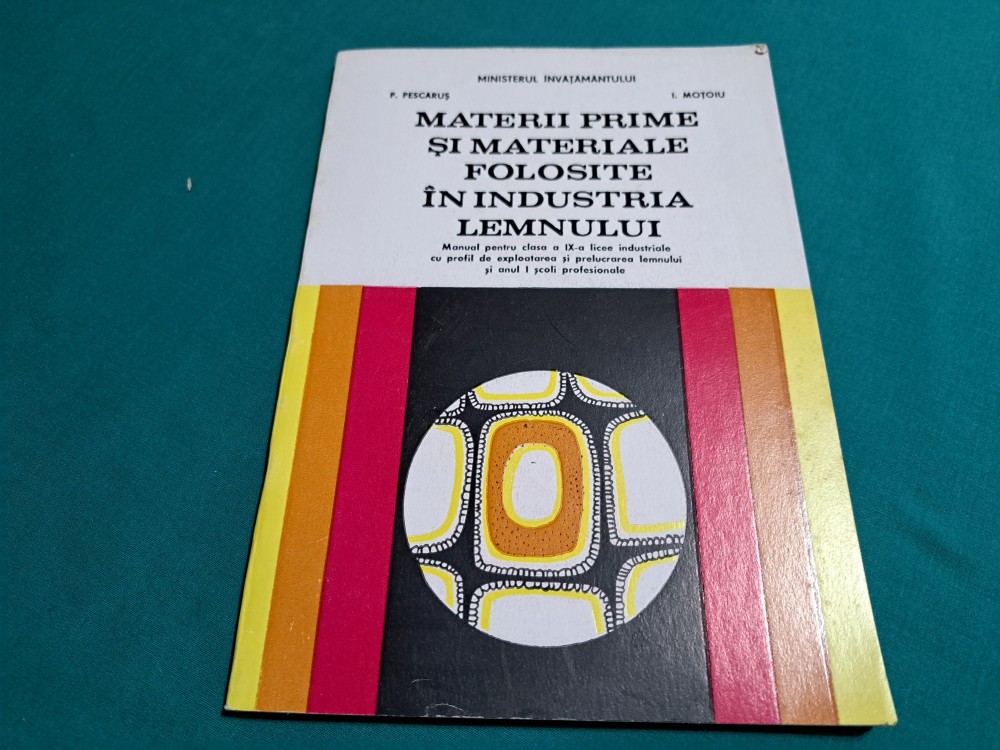 MINISTERUL ÎNVĂȚĂMÂNTULUI
P. PESCARUȘ I. MOȚOIU
MATERII PRIME
ȘI MATERIALE
FOLOSITE
ÎN INDUSTRIA
LEMNULUI
Manual pentru clasa a IX-a licee industriale
cu profil de exploatarea și prelucrarea lemnului
și anul I școli profesionale